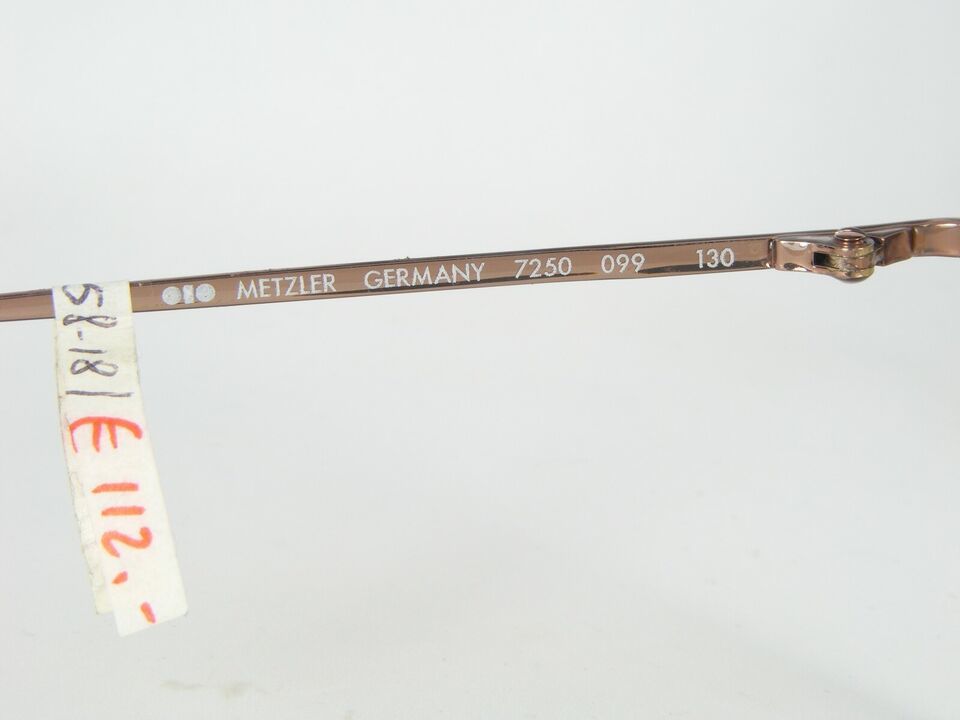 METZLER GERMANY 7250 099 130
58-18
€ 112.-